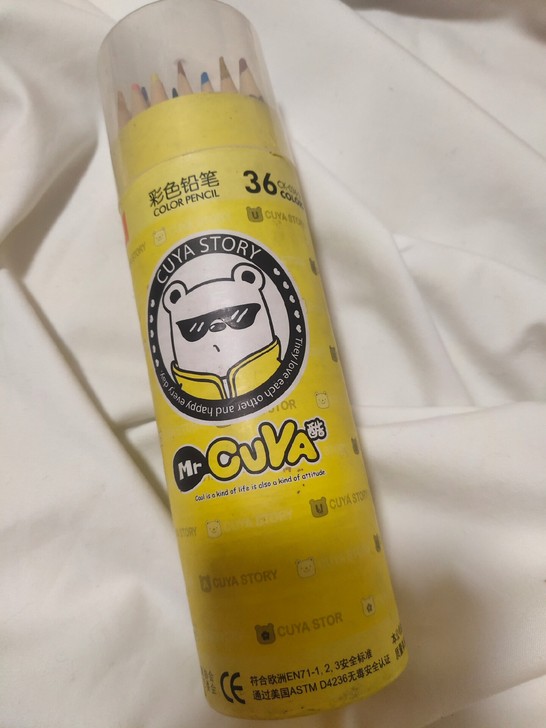 彩色铅笔
COLOR PENCIL
36
COLOR
CUYA STORY
They love each other and happy every day
Mr CUYA 酷
Cool is a kind of life is also a kind of attitude
CUYA STORY
CUYA STORY
CUYA STORY
CUYA STOR
CE
符合欧洲EN71-1, 2, 3安全标准
通过美国ASTM D4236无毒安全认证